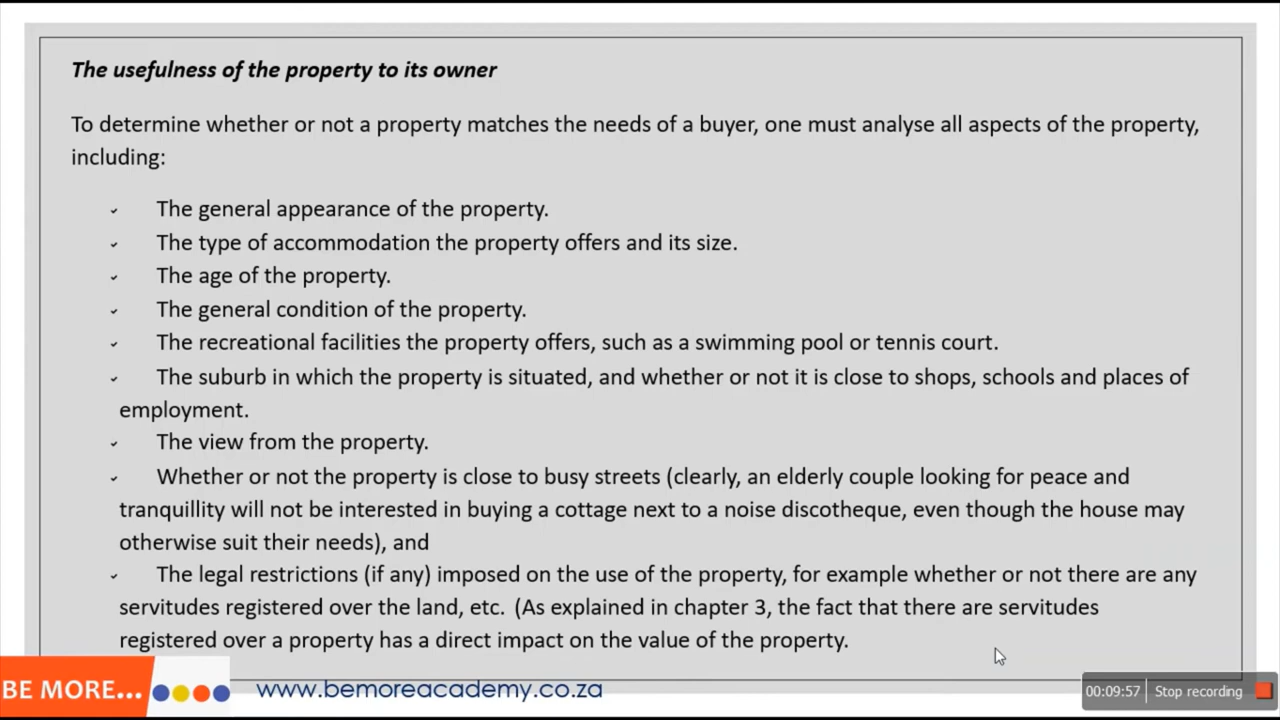 The usefulness of the property to its owner
To determine whether or not a property matches the needs of a buyer, one must analyse all aspects of the property,
including:
The general appearance of the property.
The type of accommodation the property offers and its size.
The age of the property.
The general condition of the property.
The recreational facilities the property offers, such as a swimming pool or tennis court.
The suburb in which the property is situated, and whether or not it is close to shops, schools and places of
employment.
The view from the property.
Whether or not the property is close to busy streets (clearly, an elderly couple looking for peace and
tranquillity will not be interested in buying a cottage next to a noise discotheque, even though the house may
otherwise suit their needs), and
The legal restrictions (if any) imposed on the use of the property, for example whether or not there are any
servitudes registered over the land, etc. (As explained in chapter 3, the fact that there are servitudes
registered over a property has a direct impact on the value of the property.
BE MORE... www.bemoreacademy.co.za
00:09:57 Stop recording